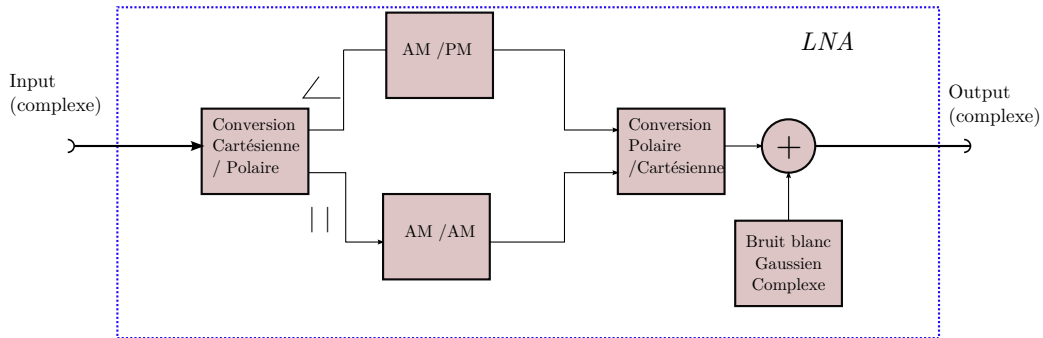 LNA
Input
(complexe)
AM /PM
Output
(complexe)
∠
Conversion
Cartésienne
/ Polaire
Conversion
Polaire
/Cartésienne
+
| |
AM /AM
Bruit blanc
Gaussien
Complexe